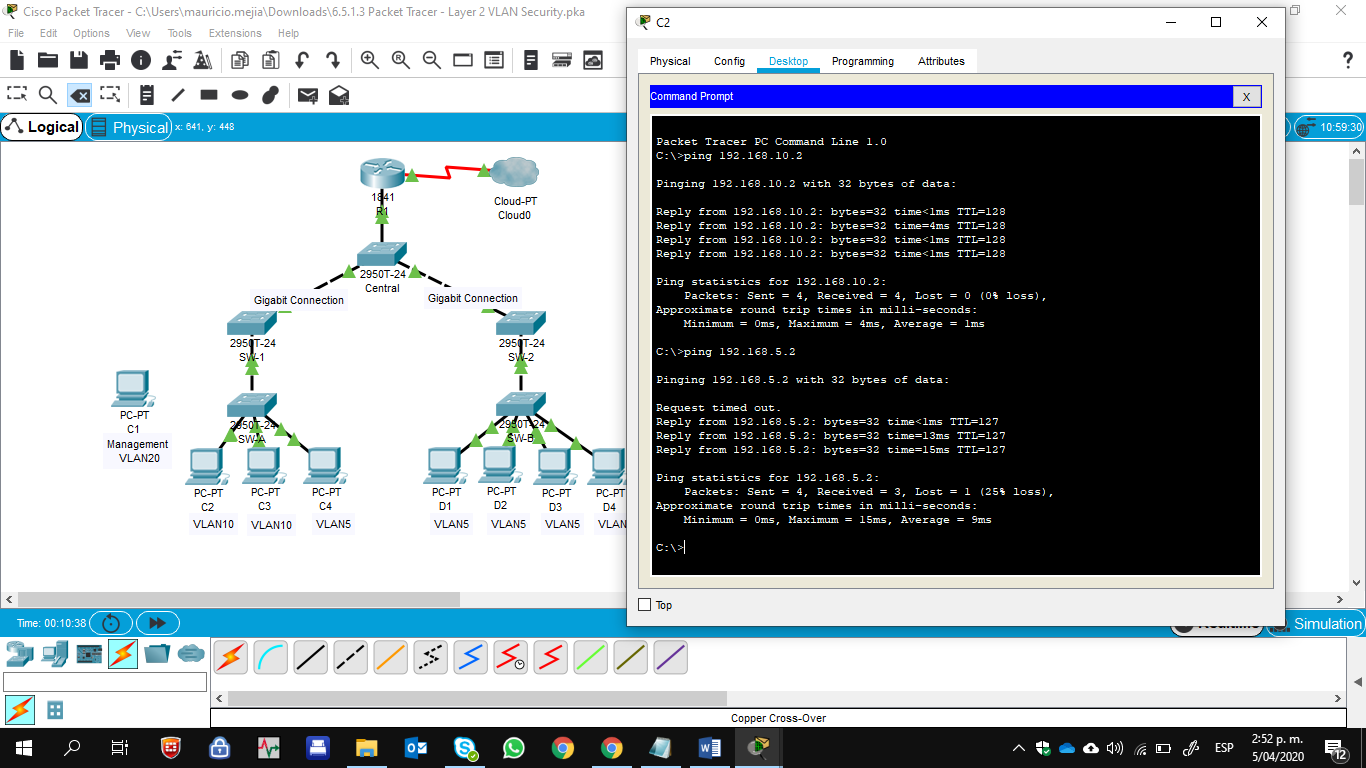 Cisco Packet Tracer - C:\Users\mauricio.mejia\Downloads\6.5.1.3 Packet Tracer - Layer 2 VLAN Security.pka
File Edit Options View Tools Extensions Help
Logical
Physical
x: 641, y: 448
10:59:30
1841
R1
Cloud-PT
Cloud0
2950T-24
Central
Gigabit Connection
Gigabit Connection
2950T-24
SW-1
2950T-24
SW-2
2950T-24
SW-A
2950T-24
SW-B
PC-PT
C1
Management
VLAN20
PC-PT
C2
VLAN10
PC-PT
C3
VLAN10
PC-PT
C4
VLAN5
PC-PT
D1
VLAN5
PC-PT
D2
VLAN5
PC-PT
D3
VLAN5
PC-PT
D4
VLAN
C2
Physical Config Desktop Programming Attributes
Command Prompt
X
Packet Tracer PC Command Line 1.0
C:\>ping 192.168.10.2
Pinging 192.168.10.2 with 32 bytes of data:
Reply from 192.168.10.2: bytes=32 time<1ms TTL=128
Reply from 192.168.10.2: bytes=32 time=4ms TTL=128
Reply from 192.168.10.2: bytes=32 time<1ms TTL=128
Reply from 192.168.10.2: bytes=32 time<1ms TTL=128
Ping statistics for 192.168.10.2:
Packets: Sent = 4, Received = 4, Lost = 0 (0% loss),
Approximate round trip times in milli-seconds:
Minimum = 0ms, Maximum = 4ms, Average = 1ms
C:\>ping 192.168.5.2
Pinging 192.168.5.2 with 32 bytes of data:
Request timed out.
Reply from 192.168.5.2: bytes=32 time<1ms TTL=127
Reply from 192.168.5.2: bytes=32 time=13ms TTL=127
Reply from 192.168.5.2: bytes=32 time=15ms TTL=127
Ping statistics for 192.168.5.2:
Packets: Sent = 4, Received = 3, Lost = 1 (25% loss),
Approximate round trip times in milli-seconds:
Minimum = 0ms, Maximum = 15ms, Average = 9ms
C:\>
Top
Time: 00:10:38
Realtime
Simulation
Copper Cross-Over
ESP
2:52 p. m.
5/04/2020
12